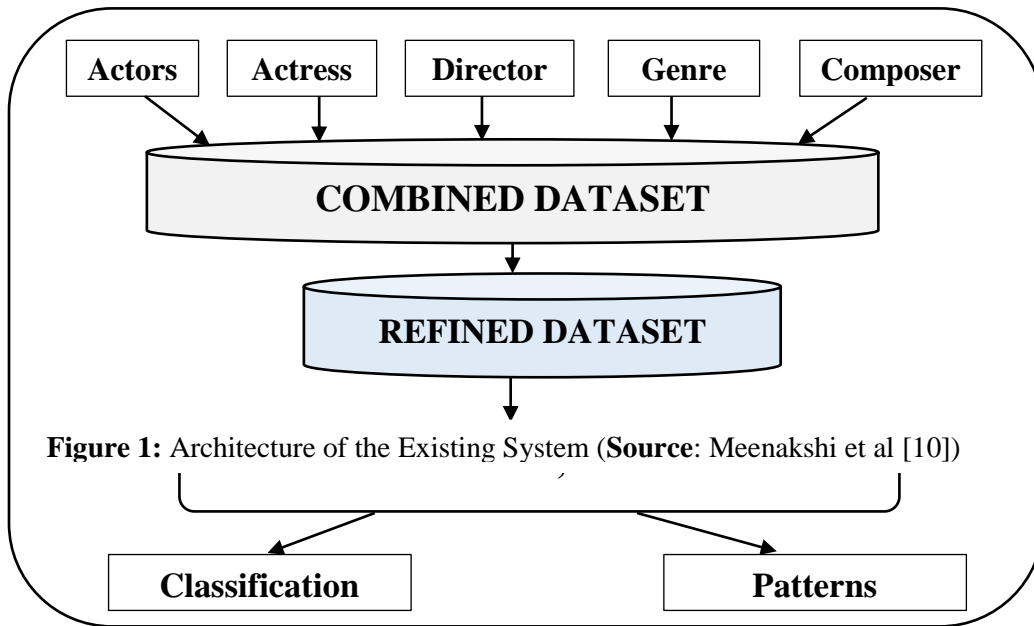 Actors Actress Director Genre Composer
COMBINED DATASET
REFINED DATASET
Figure 1: Architecture of the Existing System (Source: Meenakshi et al [10])
Classification Patterns